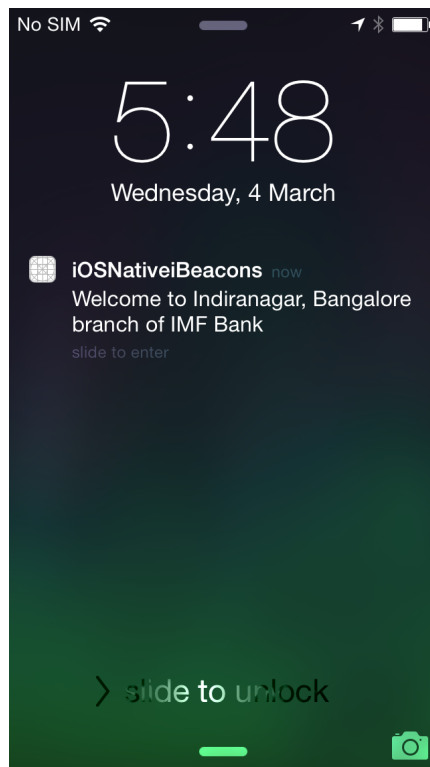 No SIM
5:48
Wednesday, 4 March
iOSNativeiBeacons now
Welcome to Indiranagar, Bangalore
branch of IMF Bank
slide to enter
slide to unlock